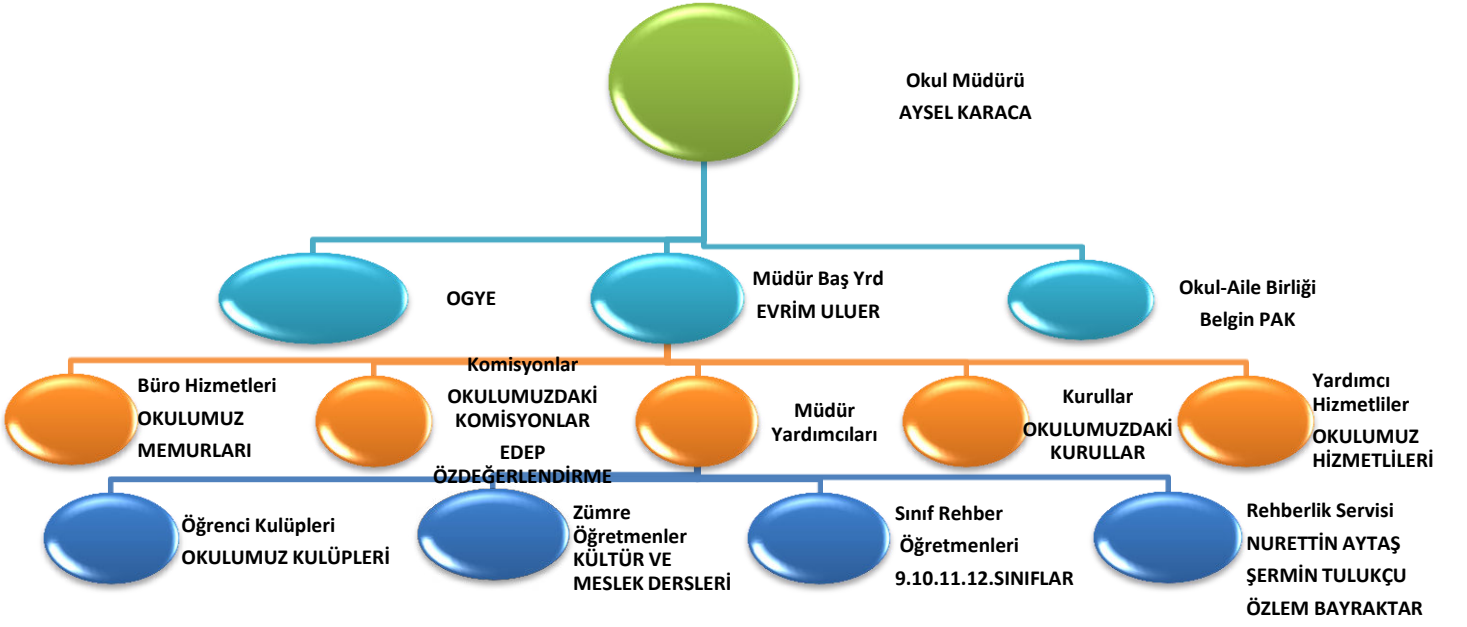 Okul Müdürü
AYSEL KARACA
OGYE
Müdür Baş Yrd
EVRİM ULUER
Okul-Aile Birliği
Belgin PAK
Büro Hizmetleri
OKULUMUZ
MEMURLARI
Komisyonlar
OKULUMUZDAKİ
KOMİSYONLAR
EDEP
ÖZDEĞERLENDİRME
Müdür
Yardımcıları
Kurullar
OKULUMUZDAKİ
KURULLAR
Yardımcı
Hizmetliler
OKULUMUZ
HİZMETLİLERİ
Öğrenci Kulüpleri
OKULUMUZ KULÜPLERİ
Zümre
Öğretmenler
KÜLTÜR VE
MESLEK DERSLERİ
Sınıf Rehber
Öğretmenleri
9.10.11.12.SINIFLAR
Rehberlik Servisi
NURETTİN AYTAŞ
ŞERMİN TULUKÇU
ÖZLEM BAYRAKTAR